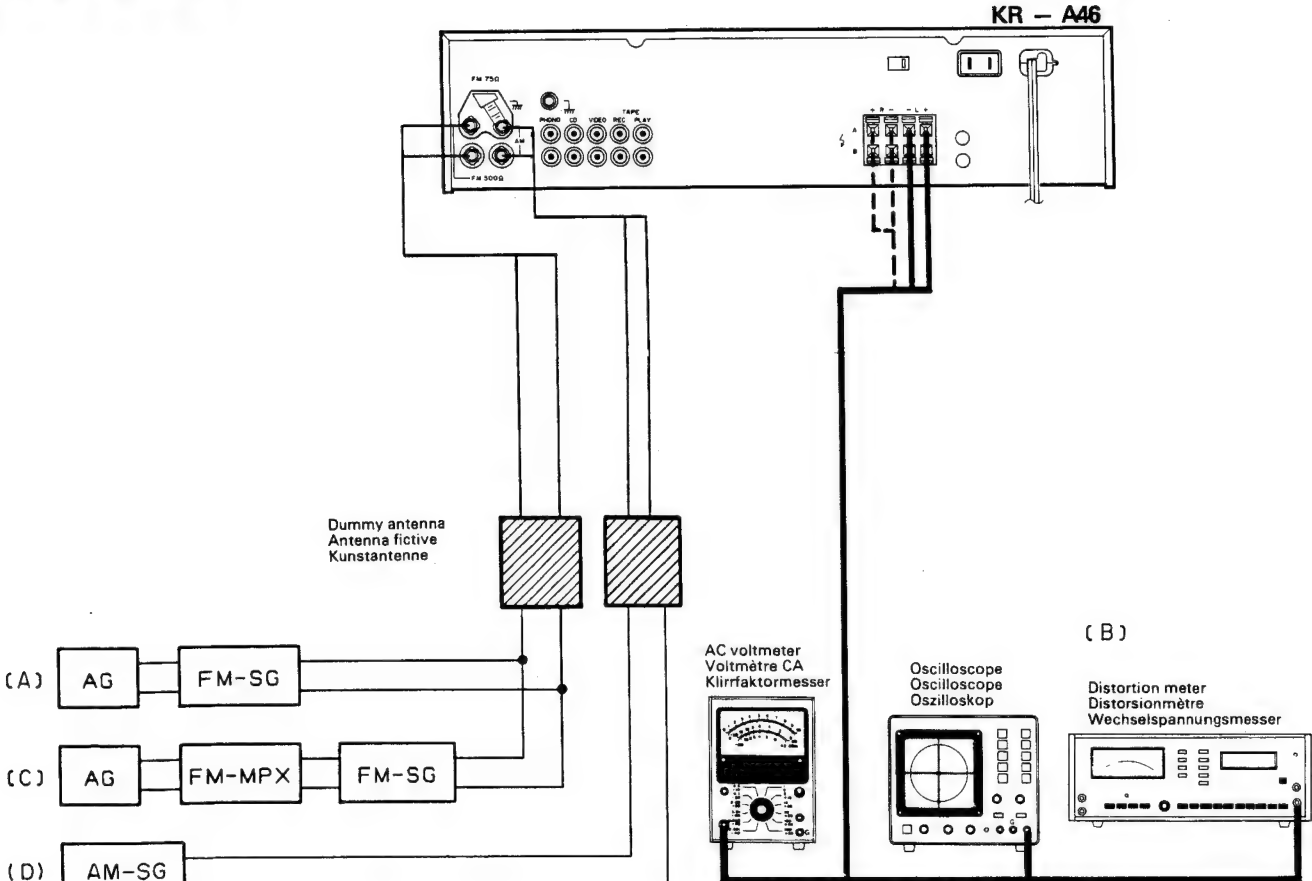 KR – A46
FM 75Ω
TAPE
PHONO CD VIDEO REC PLAY
AM
FM 300Ω
+ R − − L +
A
B
Dummy antenna
Antenna fictive
Kunstantenne
(A) AG FM-SG
(C) AG FM-MPX FM-SG
(D) AM-SG
AC voltmeter
Voltmètre CA
Klirrfaktormesser
Oscilloscope
Oscilloscope
Oszilloskop
(B)
Distortion meter
Distorsionmètre
Wechselspannungsmesser
G
G